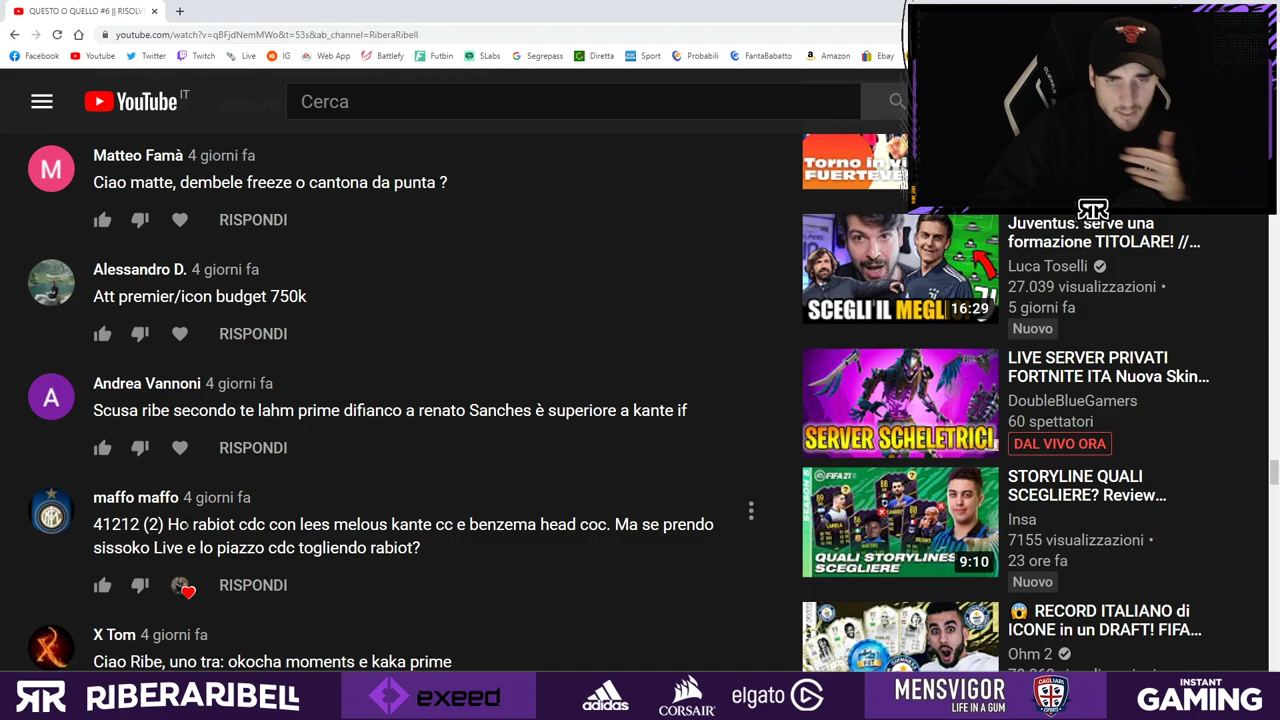 QUESTO O QUELLO #6 || RISOLV
youtube.com/watch?v=qBFjdNemMWo&t=53s&ab_channel=RiberaRibell
Facebook Youtube Twitter Twitch Live IG Web App Battlefy Futbin SLabs Segrepass Diretta Sport Probabili FantaBabatto Amazon Ebay
YouTube IT
Cerca
Matteo Famà 4 giorni fa
Ciao matte, dembele freeze o cantona da punta ?
RISPONDI
Alessandro D. 4 giorni fa
Att premier/icon budget 750k
RISPONDI
Andrea Vannoni 4 giorni fa
Scusa ribe secondo te lahm prime difianco a renato Sanches è superiore a kante if
RISPONDI
maffo maffo 4 giorni fa
41212 (2) Ho rabiot cdc con lees melous kante cc e benzema head coc. Ma se prendo
sissoko Live e lo piazzo cdc togliendo rabiot?
RISPONDI
X Tom 4 giorni fa
Ciao Ribe, uno tra: okocha moments e kaka prime
Torno in vi
FUERTEVE
Juventus: serve una
formazione TITOLARE! //...
Luca Toselli
27.039 visualizzazioni •
5 giorni fa
Nuovo
SCEGLI IL MEGL
16:29
LIVE SERVER PRIVATI
FORTNITE ITA Nuova Skin...
DoubleBlueGamers
60 spettatori
DAL VIVO ORA
SERVER SCHELETRICI
STORYLINE QUALI
SCEGLIERE? Review...
Insa
7155 visualizzazioni •
23 ore fa
Nuovo
FIFA 21
QUALI STORYLINES
SCEGLIERE
9:10
RECORD ITALIANO di
ICONE in un DRAFT! FIFA...
Ohm 2
RR RIBERARIBELL exeed adidas CORSAIR elgato MENSVIGOR
LIFE IN A GUM
CAGLIARI
INSTANT
GAMING